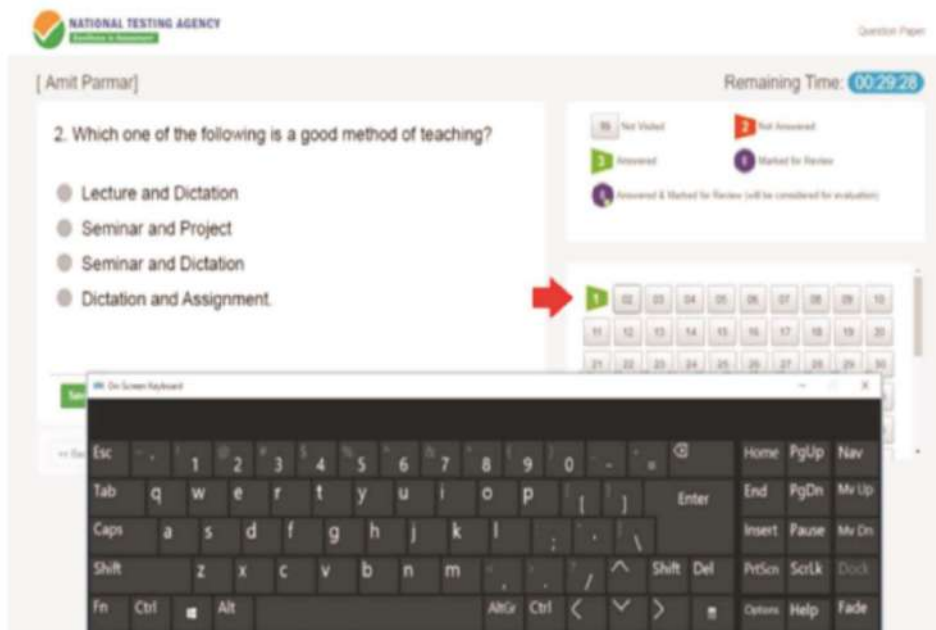 NATIONAL TESTING AGENCY
Excellence in Assessment
Question Paper
[ Amit Parmar]
Remaining Time: 00:29:28
2. Which one of the following is a good method of teaching?
Lecture and Dictation
Seminar and Project
Seminar and Dictation
Dictation and Assignment.
Not Visited
2 Not Answered
3 Answered
Marked for Review
Answered & Marked for Review (will be considered for evaluation)
1 02 03 04 05 06 07 08 09 10
11 12 13 14 15 16 17 18 19 20
21 22 23 24 25 26 27 28 29 30
On-Screen Keyboard
Esc 1 2 3 4 5 6 7 8 9 0 - = Home PgUp Nav
Tab q w e r t y u i o p [ ] Enter End PgDn Mv Up
Caps a s d f g h j k l ; ' \ Insert Pause Mv Dn
Shift z x c v b n m , . / Shift Del PrtScn ScrLk Dock
Fn Ctrl Alt AltGr Ctrl Options Help Fade